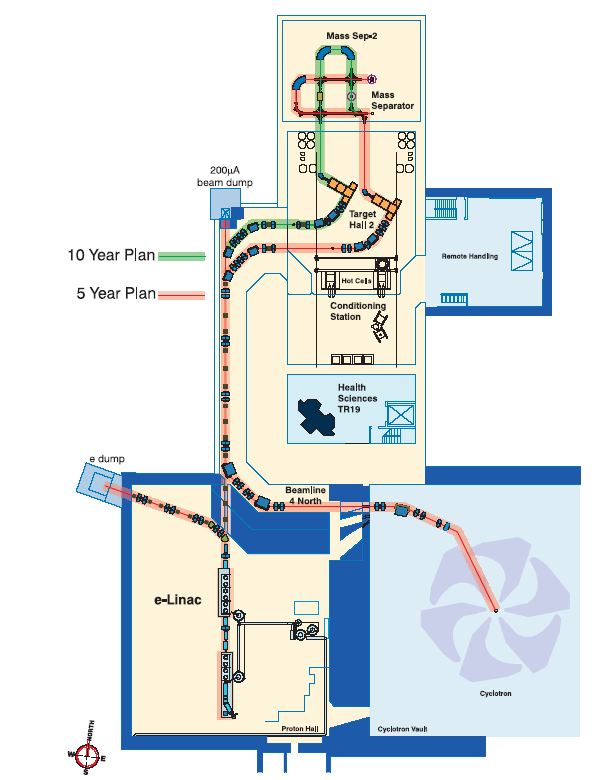 Mass Sep-2
Mass
Separator
200µA
beam dump
Target
Hall 2
10 Year Plan
Remote Handling
Hot Cells
5 Year Plan
Conditioning
Station
Health
Sciences
TR19
e dump
Beamline
4 North
e-Linac
Cyclotron
Proton Hall
Cyclotron Vault
NORTH
W
E
S